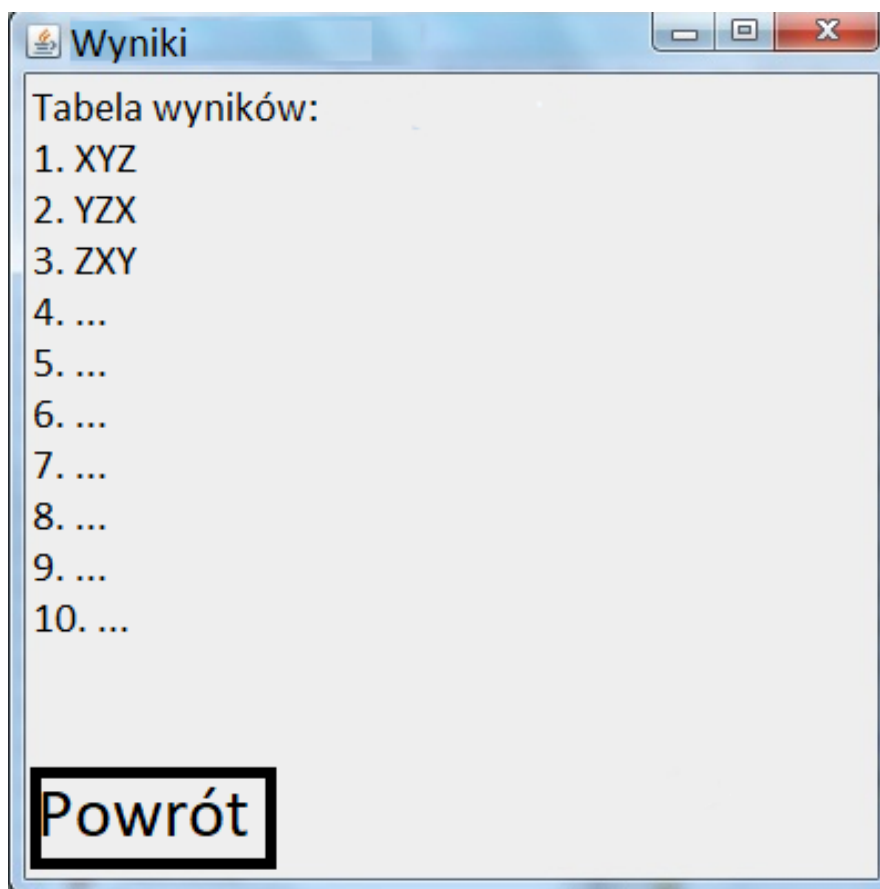 Wyniki
Tabela wyników:
1. XYZ
2. YZX
3. ZXY
4. ...
5. ...
6. ...
7. ...
8. ...
9. ...
10. ...
Powrót